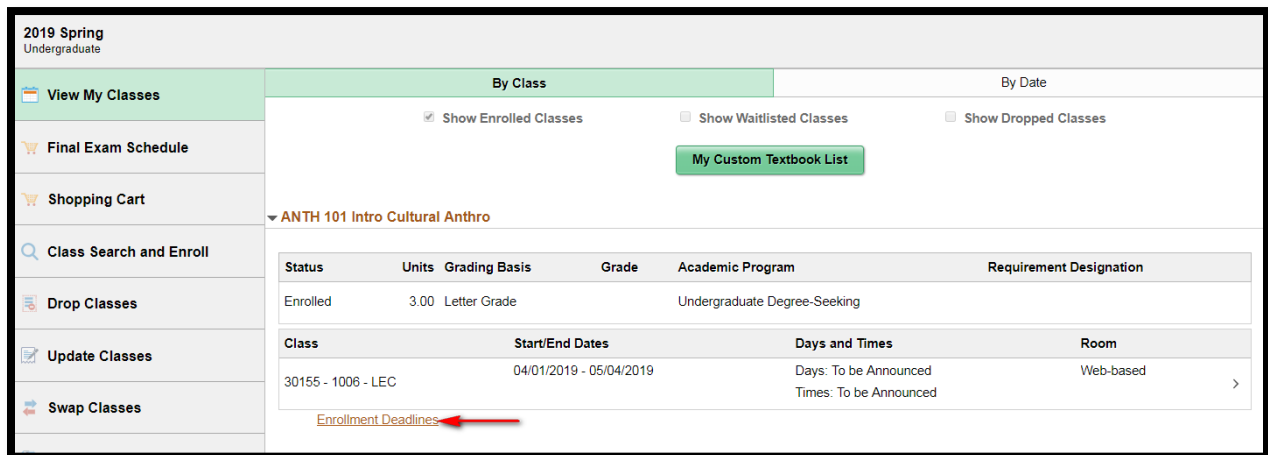 2019 Spring
Undergraduate
View My Classes
Final Exam Schedule
Shopping Cart
Class Search and Enroll
Drop Classes
Update Classes
Swap Classes
By Class By Date
Show Enrolled Classes Show Waitlisted Classes Show Dropped Classes
My Custom Textbook List
ANTH 101 Intro Cultural Anthro
Status Units Grading Basis Grade Academic Program Requirement Designation
Enrolled 3.00 Letter Grade Undergraduate Degree-Seeking
Class Start/End Dates Days and Times Room
30155 - 1006 - LEC 04/01/2019 - 05/04/2019 Days: To be Announced Web-based
Times: To be Announced
Enrollment Deadlines